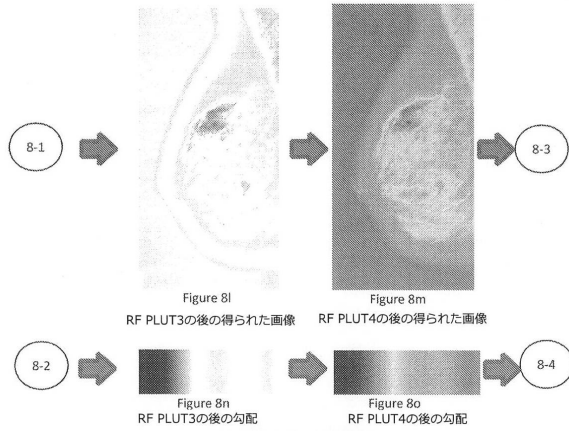 8-1
8-3
Figure 8l
Figure 8m
RF PLUT3の後の得られた画像
RF PLUT4の後の得られた画像
8-2
8-4
Figure 8n
Figure 8o
RF PLUT3の後の勾配
RF PLUT4の後の勾配